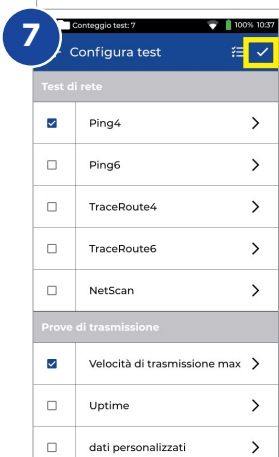 7
Conteggio test: 7 100% 10:37
Configura test
Test di rete
Ping4
Ping6
TraceRoute4
TraceRoute6
NetScan
Prove di trasmissione
Velocità di trasmissione max
Uptime
dati personalizzati